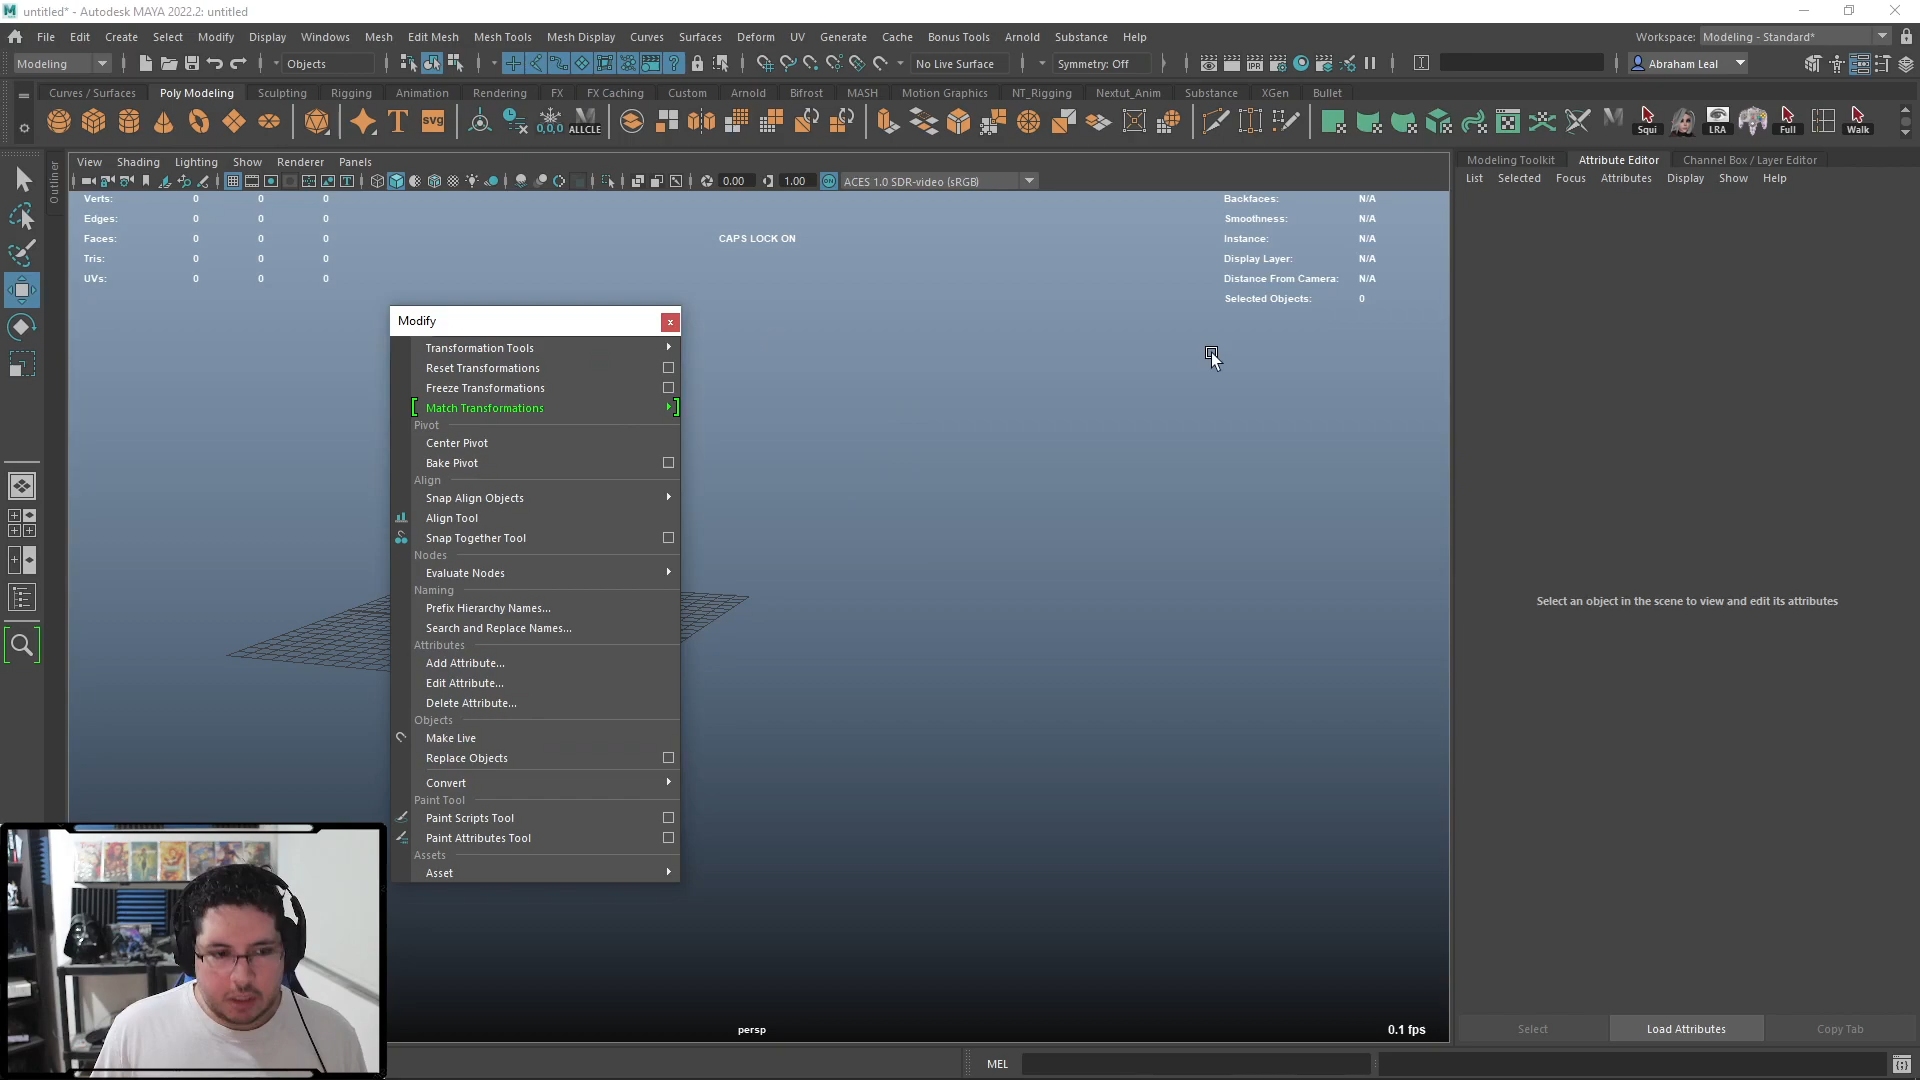 untitled* - Autodesk MAYA 2022.2: untitled
File Edit Create Select Modify Display Windows Mesh Edit Mesh Mesh Tools Mesh Display Curves Surfaces Deform UV Generate Cache Bonus Tools Arnold Substance Help
Workspace: Modeling - Standard*
Modeling Objects No Live Surface Symmetry: Off Abraham Leal
Curves / Surfaces Poly Modeling Sculpting Rigging Animation Rendering FX FX Caching Custom Arnold Bifrost MASH Motion Graphics NT_Rigging Nextut_Anim Substance XGen Bullet
T SVG 0,0,0 ALLCLE Squi LRA Full Walk
View Shading Lighting Show Renderer Panels
0.00 1.00 ON ACES 1.0 SDR-video (sRGB)
Outliner
Modeling Toolkit Attribute Editor Channel Box / Layer Editor
List Selected Focus Attributes Display Show Help
Verts: 0 0 0
Edges: 0 0 0
Faces: 0 0 0
Tris: 0 0 0
UVs: 0 0 0
CAPS LOCK ON
Backfaces: N/A
Smoothness: N/A
Instance: N/A
Display Layer: N/A
Distance From Camera: N/A
Selected Objects: 0
Modify
Transformation Tools
Reset Transformations
Freeze Transformations
Match Transformations
Pivot
Center Pivot
Bake Pivot
Align
Snap Align Objects
Align Tool
Snap Together Tool
Nodes
Evaluate Nodes
Naming
Prefix Hierarchy Names...
Search and Replace Names...
Attributes
Add Attribute...
Edit Attribute...
Delete Attribute...
Objects
Make Live
Replace Objects
Convert
Paint Tool
Paint Scripts Tool
Paint Attributes Tool
Assets
Asset
Select an object in the scene to view and edit its attributes
persp
0.1 fps
Select Load Attributes Copy Tab
MEL